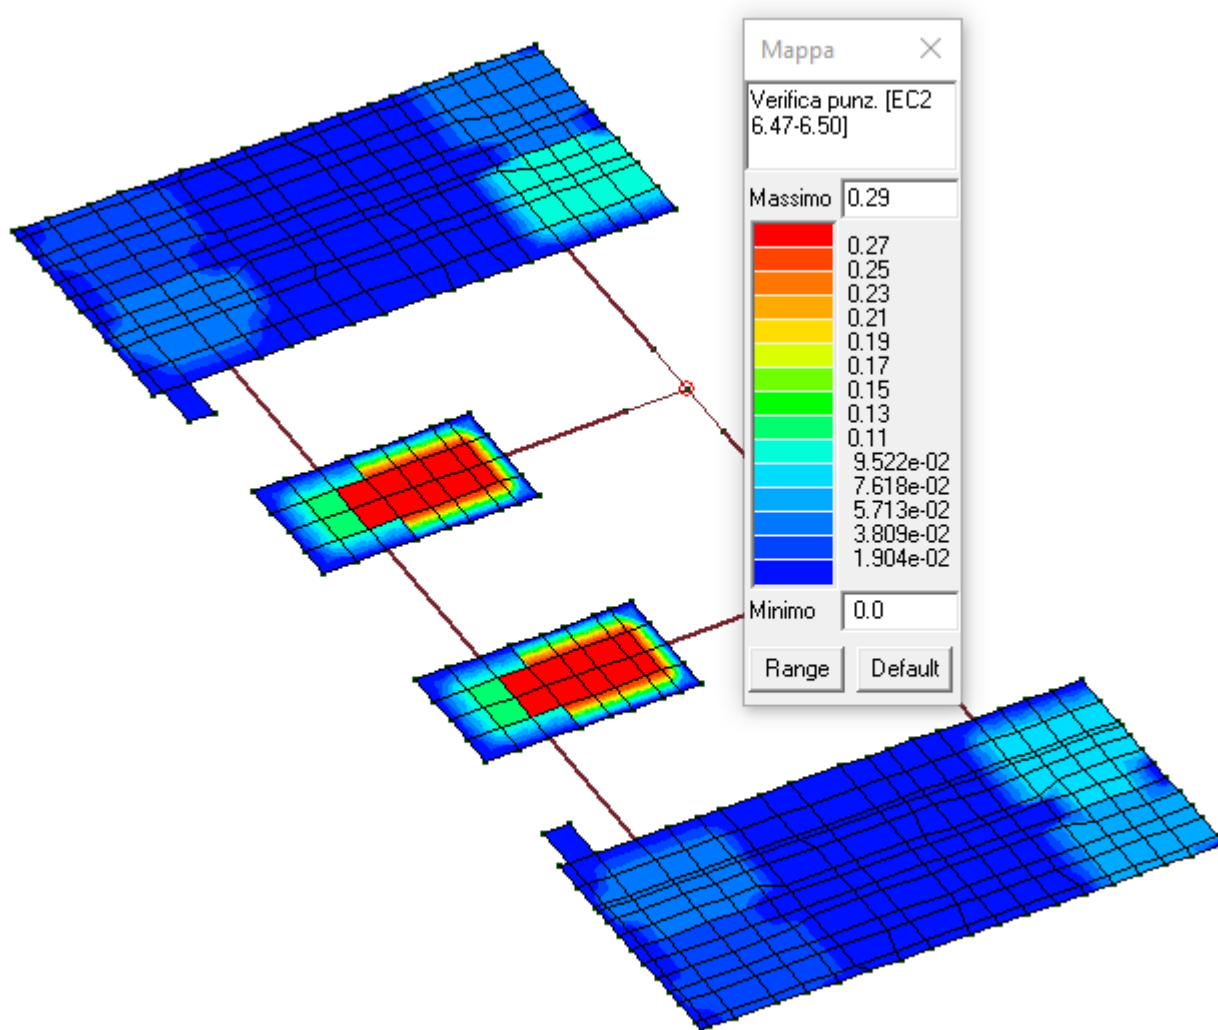 Mappa
Verifica punz. [EC2
6.47-6.50]
Massimo 0.29
0.27
0.25
0.23
0.21
0.19
0.17
0.15
0.13
0.11
9.522e-02
7.618e-02
5.713e-02
3.809e-02
1.904e-02
Minimo 0.0
Range Default